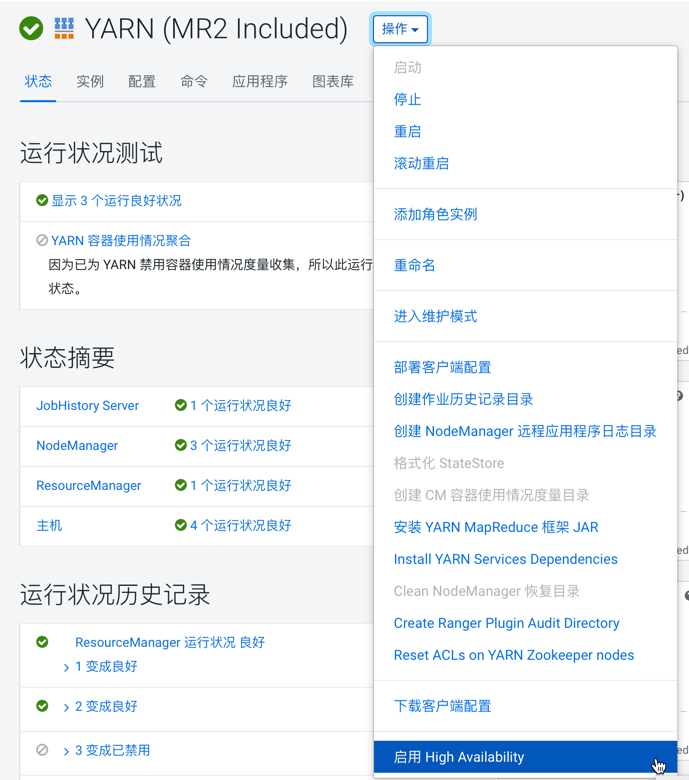 YARN (MR2 Included)
操作
状态 实例 配置 命令 应用程序 图表库
运行状况测试
显示 3 个运行良好状况
YARN 容器使用情况聚合
因为已为 YARN 禁用容器使用情况度量收集，所以此运行
状态。
状态摘要
JobHistory Server 1 个运行状况良好
NodeManager 3 个运行状况良好
ResourceManager 1 个运行状况良好
主机 4 个运行状况良好
运行状况历史记录
ResourceManager 运行状况 良好
1 变成良好
2 变成良好
3 变成已禁用
启动
停止
重启
滚动重启
添加角色实例
重命名
进入维护模式
部署客户端配置
创建作业历史记录目录
创建 NodeManager 远程应用程序日志目录
格式化 StateStore
创建 CM 容器使用情况度量目录
安装 YARN MapReduce 框架 JAR
Install YARN Services Dependencies
Clean NodeManager 恢复目录
Create Ranger Plugin Audit Directory
Reset ACLs on YARN Zookeeper nodes
下载客户端配置
启用 High Availability
ed
ed
ed